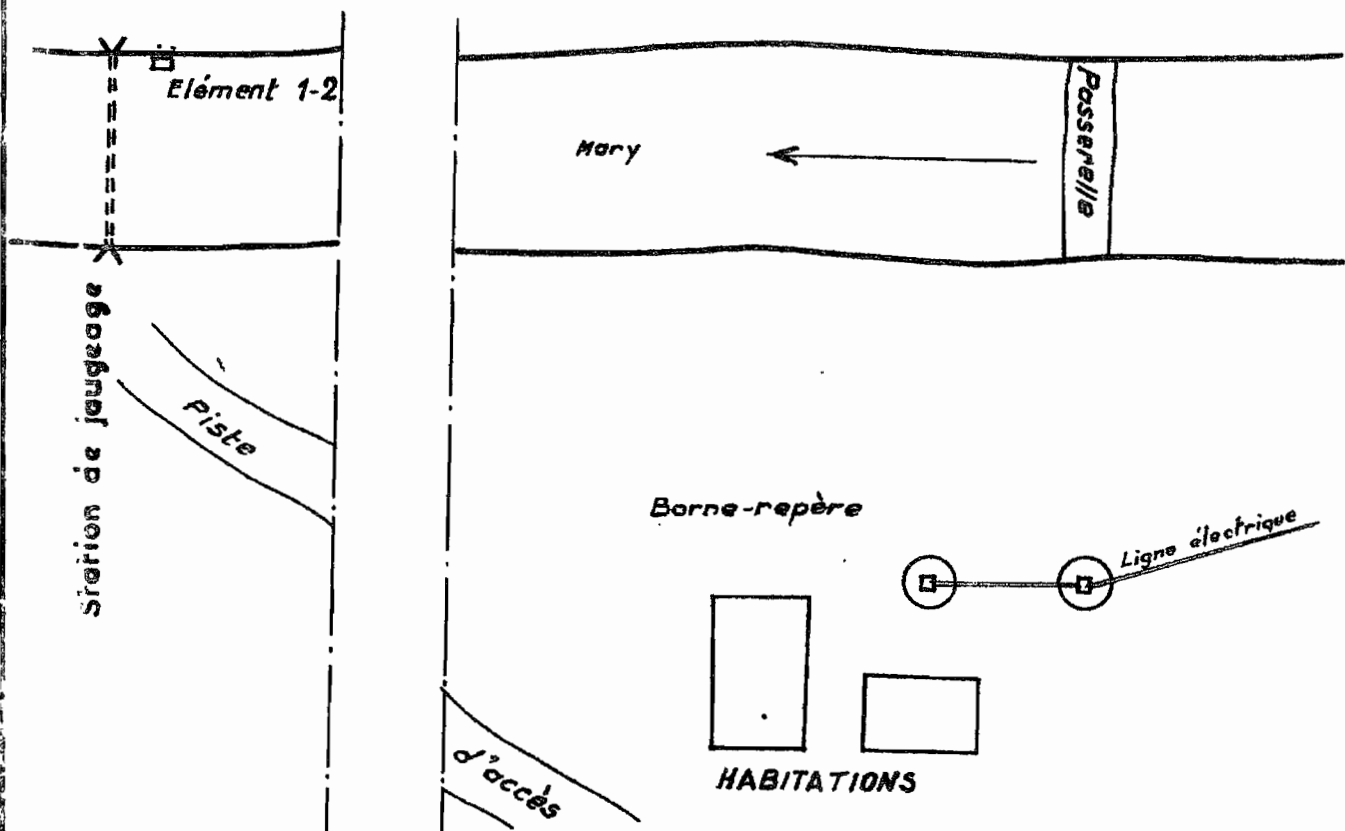 Elément 1-2
Mary
Passerelle
Station de jaugeage
Piste
Borne-repère
Ligne électrique
d'accès
HABITATIONS